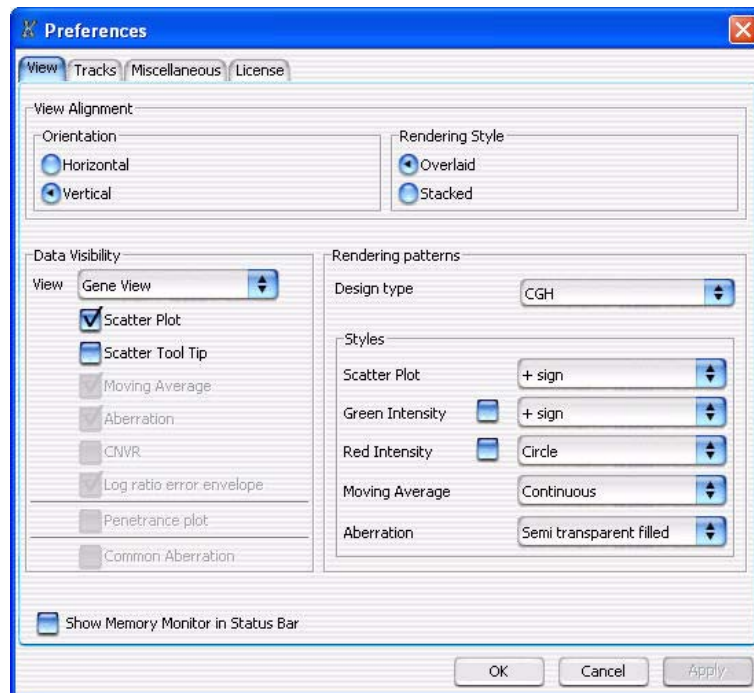 Preferences
View Tracks Miscellaneous License
View Alignment
Orientation
Horizontal
Vertical
Rendering Style
Overlaid
Stacked
Data Visibility
View Gene View
Scatter Plot
Scatter Tool Tip
Moving Average
Aberration
CNVR
Log ratio error envelope
Penetrance plot
Common Aberration
Rendering patterns
Design type CGH
Styles
Scatter Plot + sign
Green Intensity + sign
Red Intensity Circle
Moving Average Continuous
Aberration Semi transparent filled
Show Memory Monitor in Status Bar
OK Cancel Apply